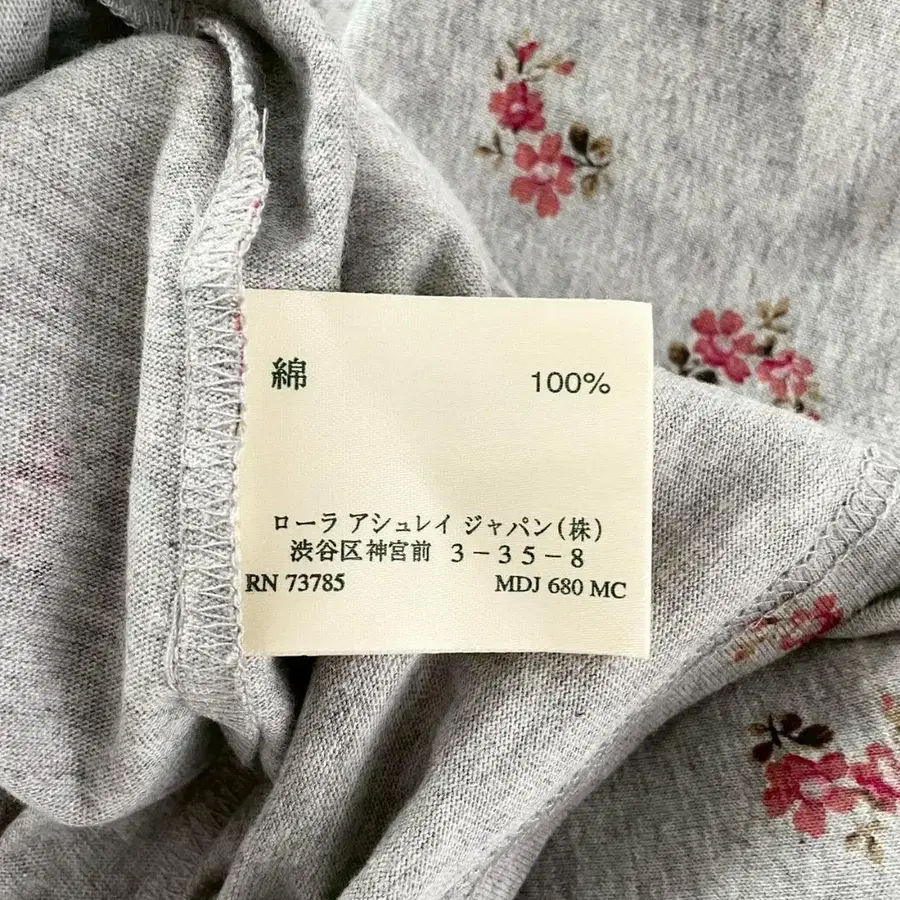 綿 100%
ローラ アシュレイ ジャパン(株)
渋谷区神宮前 3-35-8
RN 73785 MDJ 680 MC